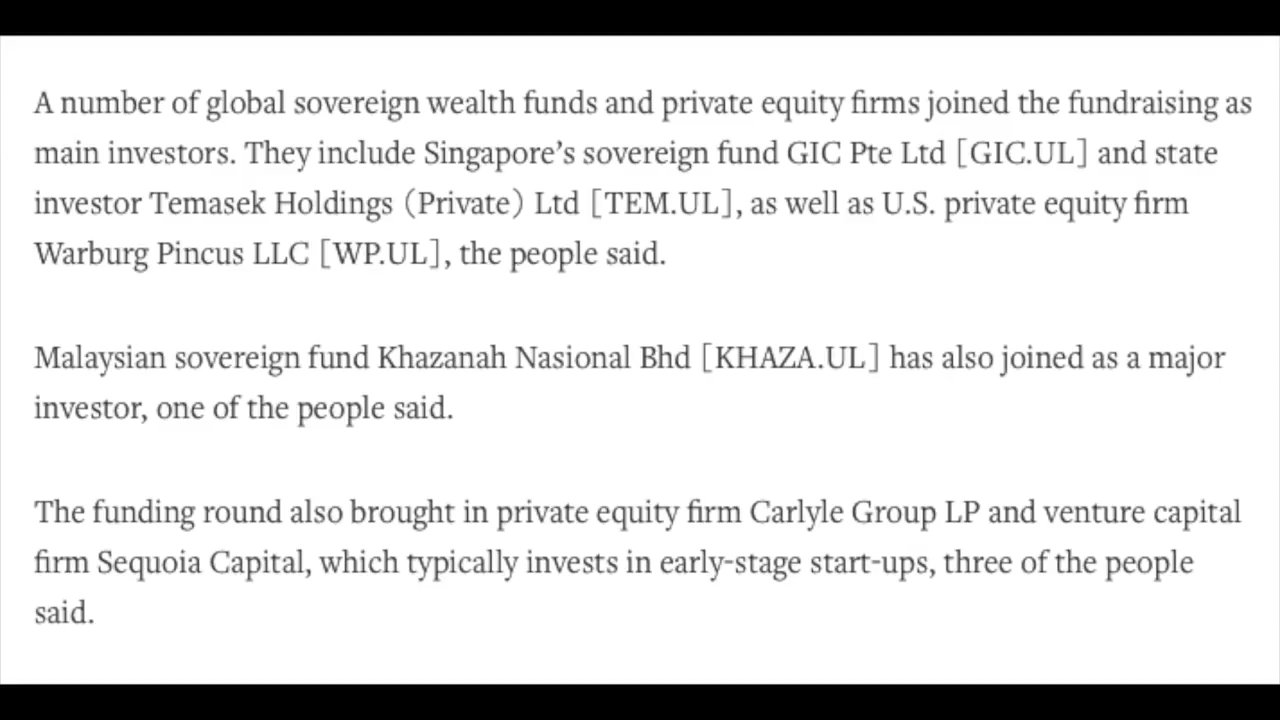 A number of global sovereign wealth funds and private equity firms joined the fundraising as
main investors. They include Singapore’s sovereign fund GIC Pte Ltd [GIC.UL] and state
investor Temasek Holdings (Private) Ltd [TEM.UL], as well as U.S. private equity firm
Warburg Pincus LLC [WP.UL], the people said.
Malaysian sovereign fund Khazanah Nasional Bhd [KHAZA.UL] has also joined as a major
investor, one of the people said.
The funding round also brought in private equity firm Carlyle Group LP and venture capital
firm Sequoia Capital, which typically invests in early-stage start-ups, three of the people
said.